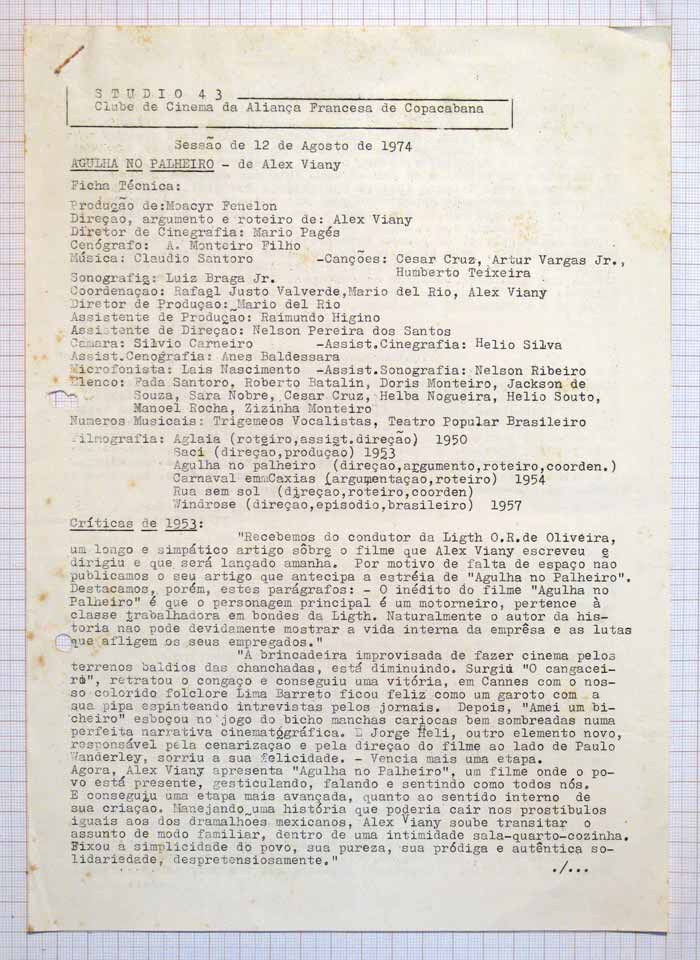 S T U D I O  4 3
Clube de Cinema da Aliança Francesa de Copacabana
Sessão de 12 de Agosto de 1974
AGULHA NO PALHEIRO - de Alex Viany
Ficha Técnica:
Produção de:Moacyr Fenelon
Direção, argumento e roteiro de: Alex Viany
Diretor de Cinegrafia: Mario Pagés
Cenógrafo:  A. Monteiro Filho
Música: Claudio Santoro     -Canções: Cesar Cruz, Artur Vargas Jr.,
Humberto Teixeira
Sonografia: Luiz Braga Jr.
Coordenaçao: Rafael Justo Valverde,Mario del Rio, Alex Viany
Diretor de Produçao: Mario del Rio
Assistente de Produçao: Raimundo Higino
Assistente de Direção: Nelson Pereira dos Santos
Camara: Silvio Carneiro     -Assist.Cinegrafia: Helio Silva
Assist.Cenografia: Anes Baldessara
Microfonista: Lais Nascimento  -Assist.Sonografia: Nelson Ribeiro
Elenco: Fada Santoro, Roberto Batalin, Doris Monteiro, Jackson de
Souza, Sara Nobre, Cesar Cruz, Helba Nogueira, Helio Souto,
Manoel Rocha, Zizinha Monteiro
Numeros Musicais: Trigemeos Vocalistas, Teatro Popular Brasileiro
Filmografia: Aglaia (roteiro,assist.direção)  1950
Saci (direção,produçao) 1953
Agulha no palheiro  (direçao,argumento,roteiro,coorden.)
Carnaval emmCaxias (argumentaçao,roteiro)  1954
Rua sem sol  (direçao,roteiro,coorden)
Windrose (direçao,episodio,brasileiro)  1957
Críticas de 1953:
"Recebemos do condutor da Ligth O.R.de Oliveira,
um longo e simpático artigo sôbre o filme que Alex Viany escreveu e
dirigiu e que será lançado amanha.  Por motivo de falta de espaço nao
publicamos o seu artigo que antecipa a estréia de "Agulha no Palheiro".
Destacamos, porém, estes parágrafos: - O inédito do filme "Agulha no
Palheiro" é que o personagem principal é um motorneiro, pertence  à
classe trabalhadora em bondes da Ligth. Naturalmente o autor da his-
toria nao pode devidamente mostrar a vida interna da emprêsa e as lutas
que afligem os seus empregados."
"A brincadeira improvisada de fazer cinema pelos
terrenos baldios das chanchadas, está diminuindo. Surgiu "O cangacei-
ro", retratou o congaço e conseguiu uma vitória, em Cannes com o nos-
so colorido folclore Lima Barreto ficou feliz como um garoto com a
sua pipa espinteando intrevistas pelos jornais.  Depois, "Amei um bi-
cheiro" esboçou no jogo do bicho manchas cariocas bem sombreadas numa
perfeita narrativa cinematógráfica. E Jorge Heli, outro elemento novo,
responsável pela cenarizaçao e pela direçao do filme ao lado de Paulo
Wanderley, sorriu a sua felicidade. - Vencia mais uma etapa.
Agora, Alex Viany apresenta "Agulha no Palheiro", um filme onde o po-
vo está presente, gesticulando, falando e sentindo como todos nós.
E conseguiu uma etapa mais avançada, quanto ao sentido interno  de
sua criaçao. Manejando uma história que poderia cair nos prostibulos
iguais aos dos dramalhoes mexicanos, Alex Viany soube transitar  o
assunto de modo familiar, dentro de uma intimidade sala-quarto-cozinha.
Fixou a simplicidade do povo, sua pureza, sua pródiga e autêntica so-
lidariedade, despretensiosamente."
./...